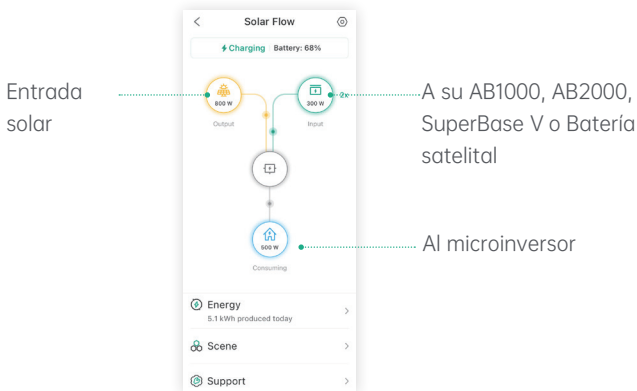 Solar Flow
Charging | Battery: 68%
Entrada
solar
800 W
Output
300 W
Input
2x
A su AB1000, AB2000,
SuperBase V o Batería
satelital
500 W
Consuming
Al microinversor
Energy
5.1 kWh produced today
Scene
Support